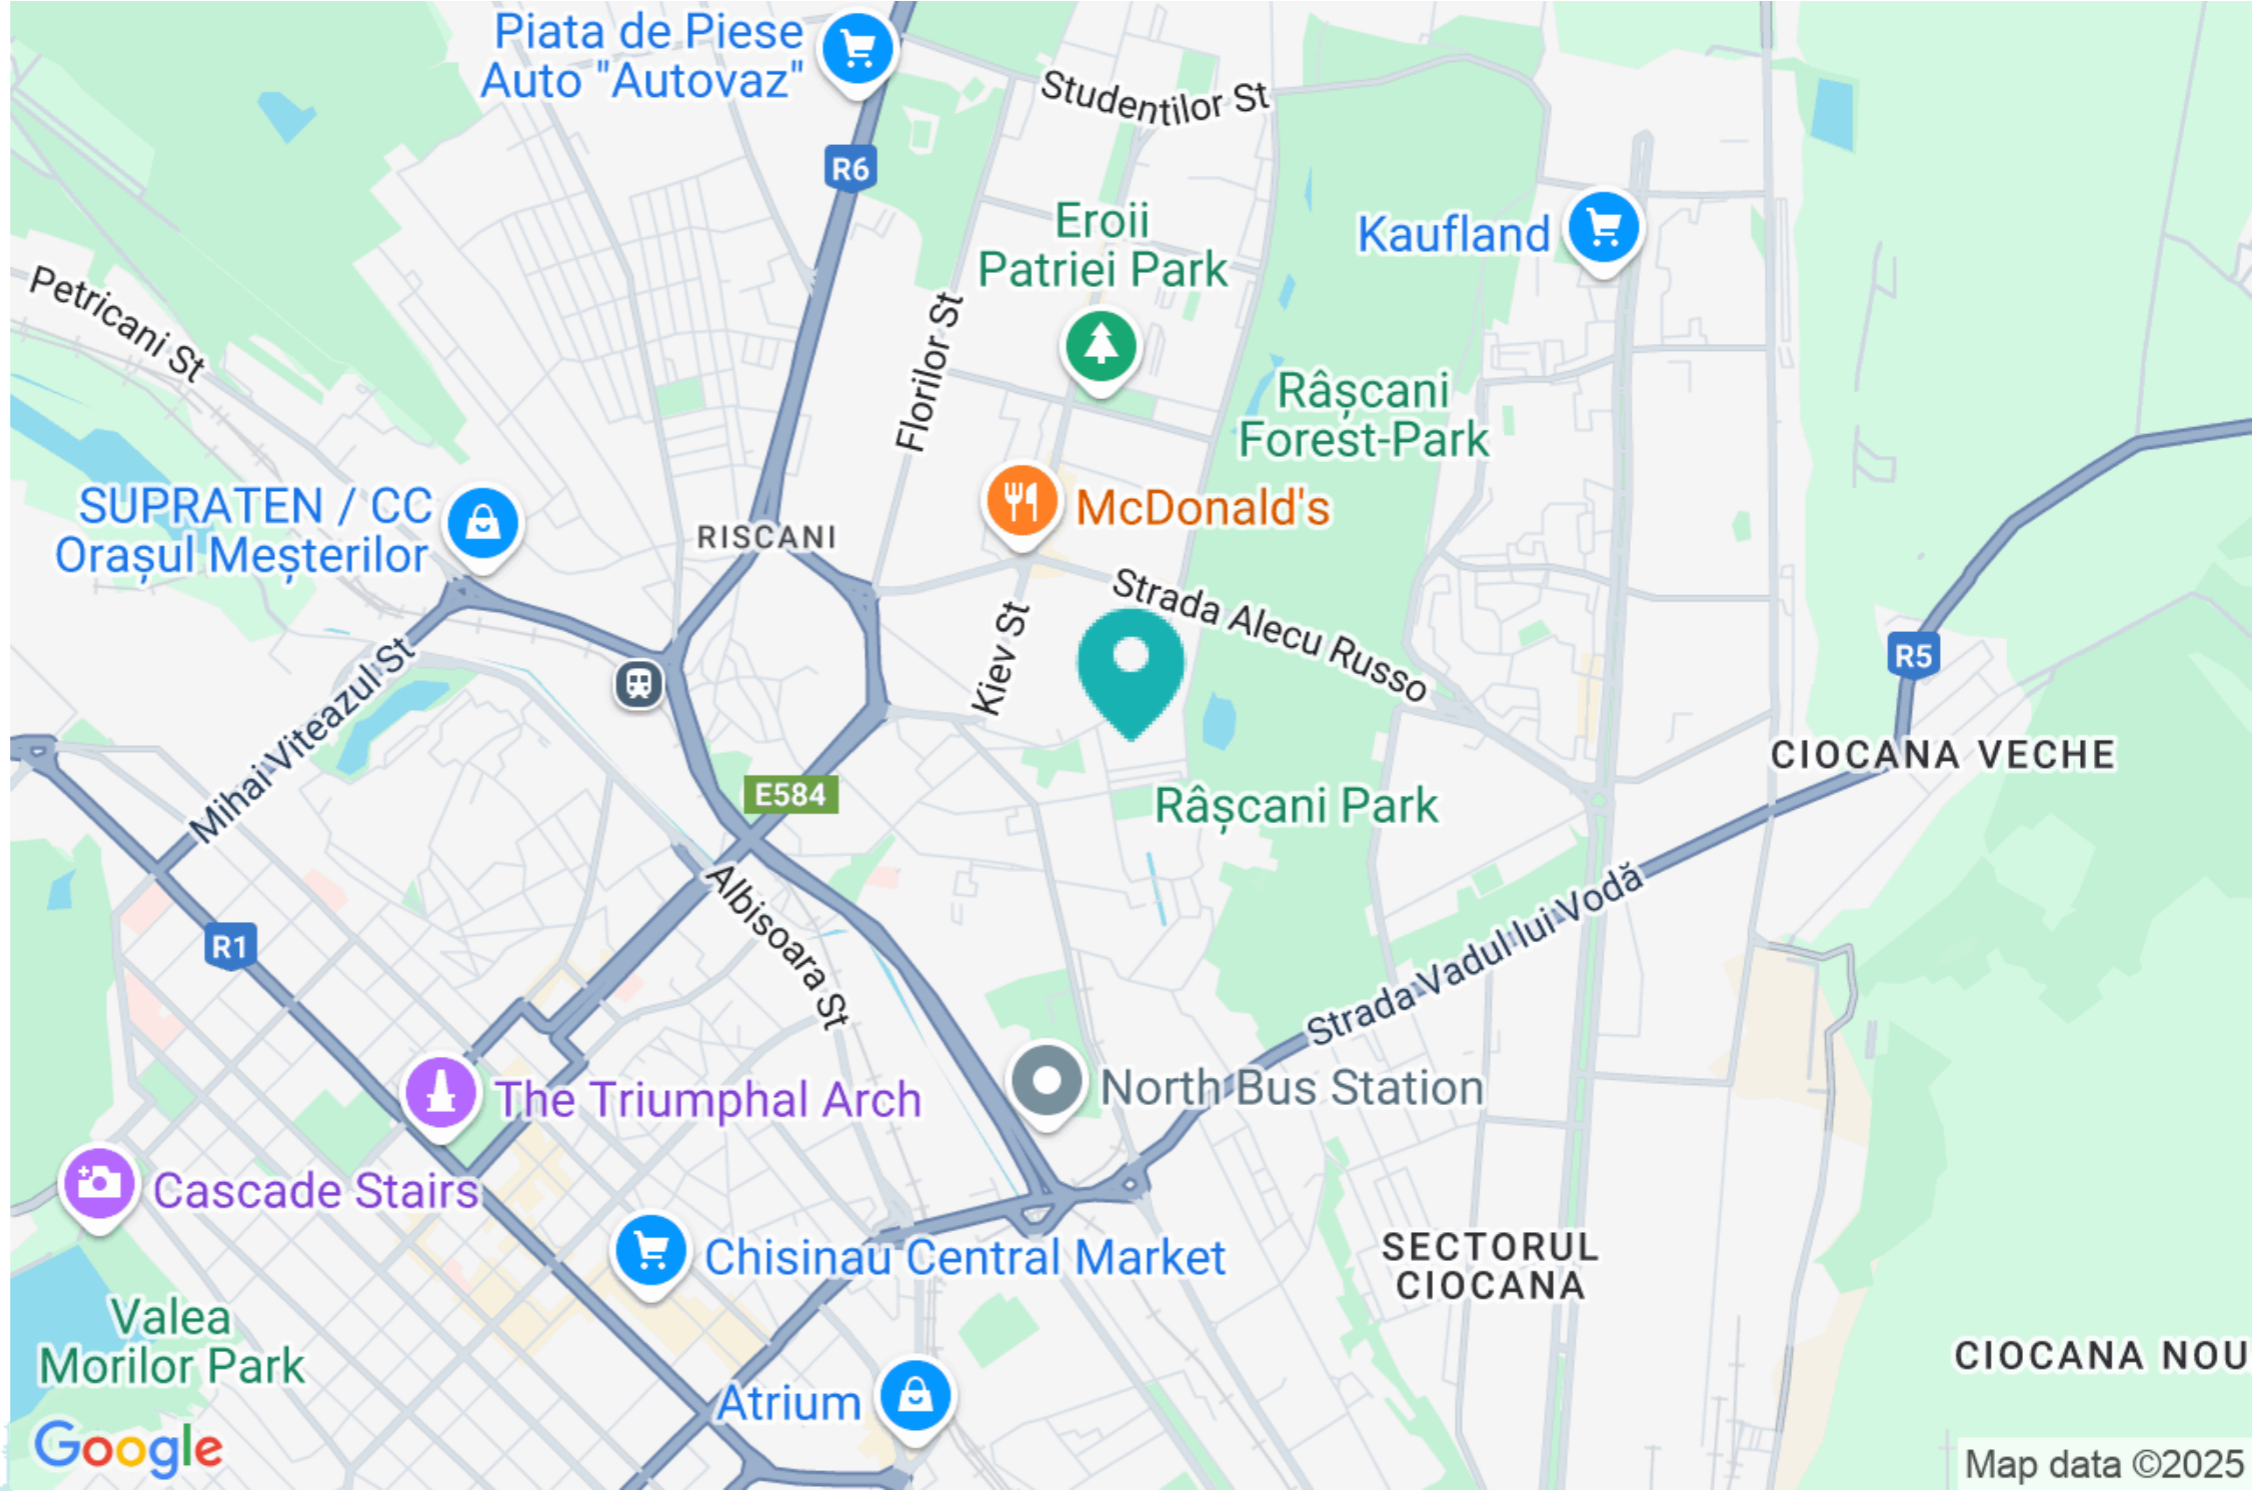 Piata de Piese
Auto "Autovaz"
Studentilor St
R6
Eroii
Patriei Park
Kaufland
Petricani St
Florilor St
Râșcani
Forest-Park
SUPRATEN / CC
Orașul Meșterilor
McDonald's
RISCANI
Strada Alecu Russo
Kiev St
Mihai Viteazul St
R5
CIOCANA VECHE
E584
Râșcani Park
Albisoara St
Strada Vadul lui Vodă
R1
The Triumphal Arch
North Bus Station
Cascade Stairs
Chisinau Central Market
SECTORUL
CIOCANA
Valea
Morilor Park
CIOCANA NOU
Atrium
Google
Map data ©2025